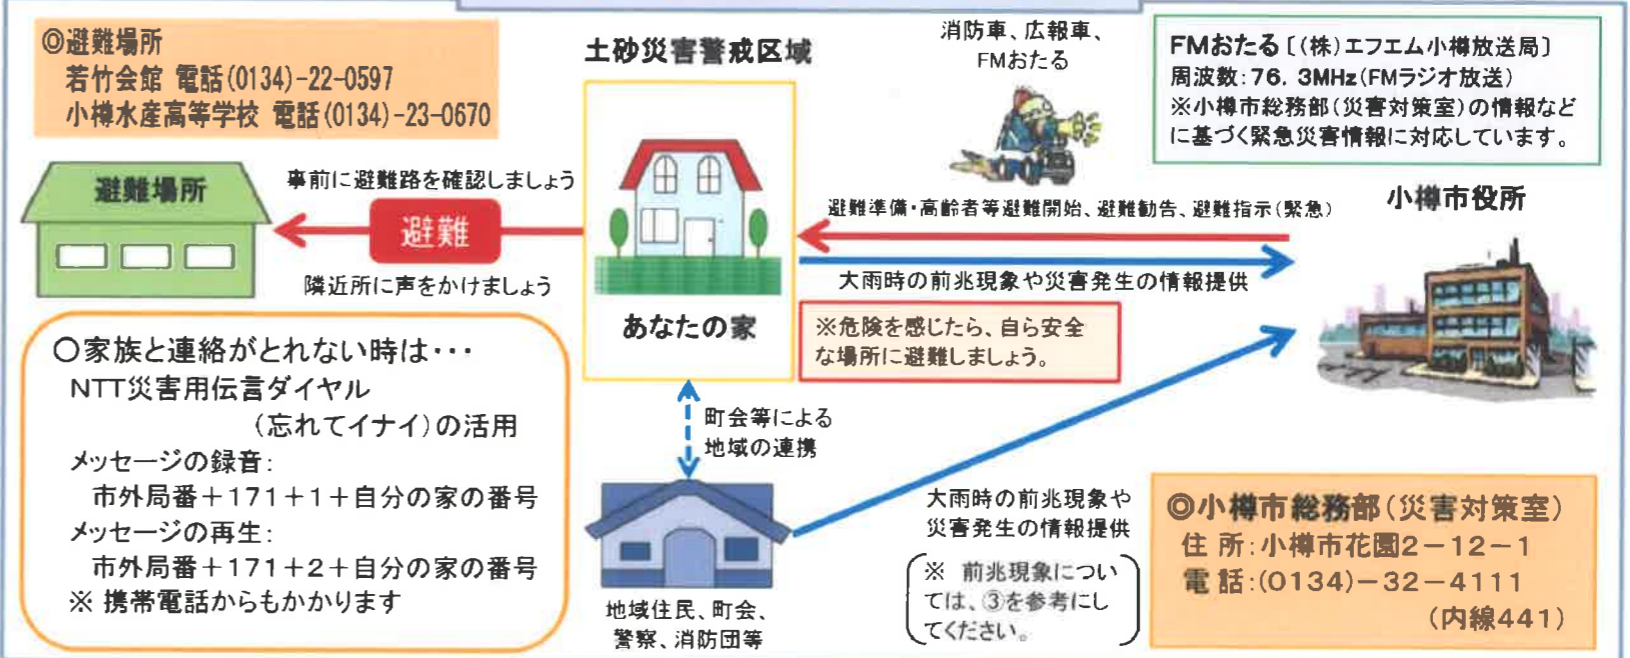 ◎避難場所
若竹会館 電話(0134)-22-0597
小樽水産高等学校 電話(0134)-23-0670
土砂災害警戒区域
消防車、広報車、
FMおたる
FMおたる〔(株)エフエム小樽放送局〕
周波数:76.3MHz(FMラジオ放送)
※小樽市総務部(災害対策室)の情報など
に基づく緊急災害情報に対応しています。
避難場所
事前に避難路を確認しましょう
避難
隣近所に声をかけましょう
あなたの家
避難準備・高齢者等避難開始、避難勧告、避難指示(緊急)
大雨時の前兆現象や災害発生の情報提供
小樽市役所
※危険を感じたら、自ら安全
な場所に避難しましょう。
〇家族と連絡がとれない時は・・・
NTT災害用伝言ダイヤル
(忘れてイナイ)の活用
メッセージの録音:
市外局番+171+1+自分の家の番号
メッセージの再生:
市外局番+171+2+自分の家の番号
※ 携帯電話からもかかります
町会等による
地域の連携
地域住民、町会、
警察、消防団等
大雨時の前兆現象や
災害発生の情報提供
※ 前兆現象につい
ては、③を参考にし
てください。
◎小樽市総務部(災害対策室)
住 所:小樽市花園2-12-1
電 話:(0134)-32-4111
(内線441)